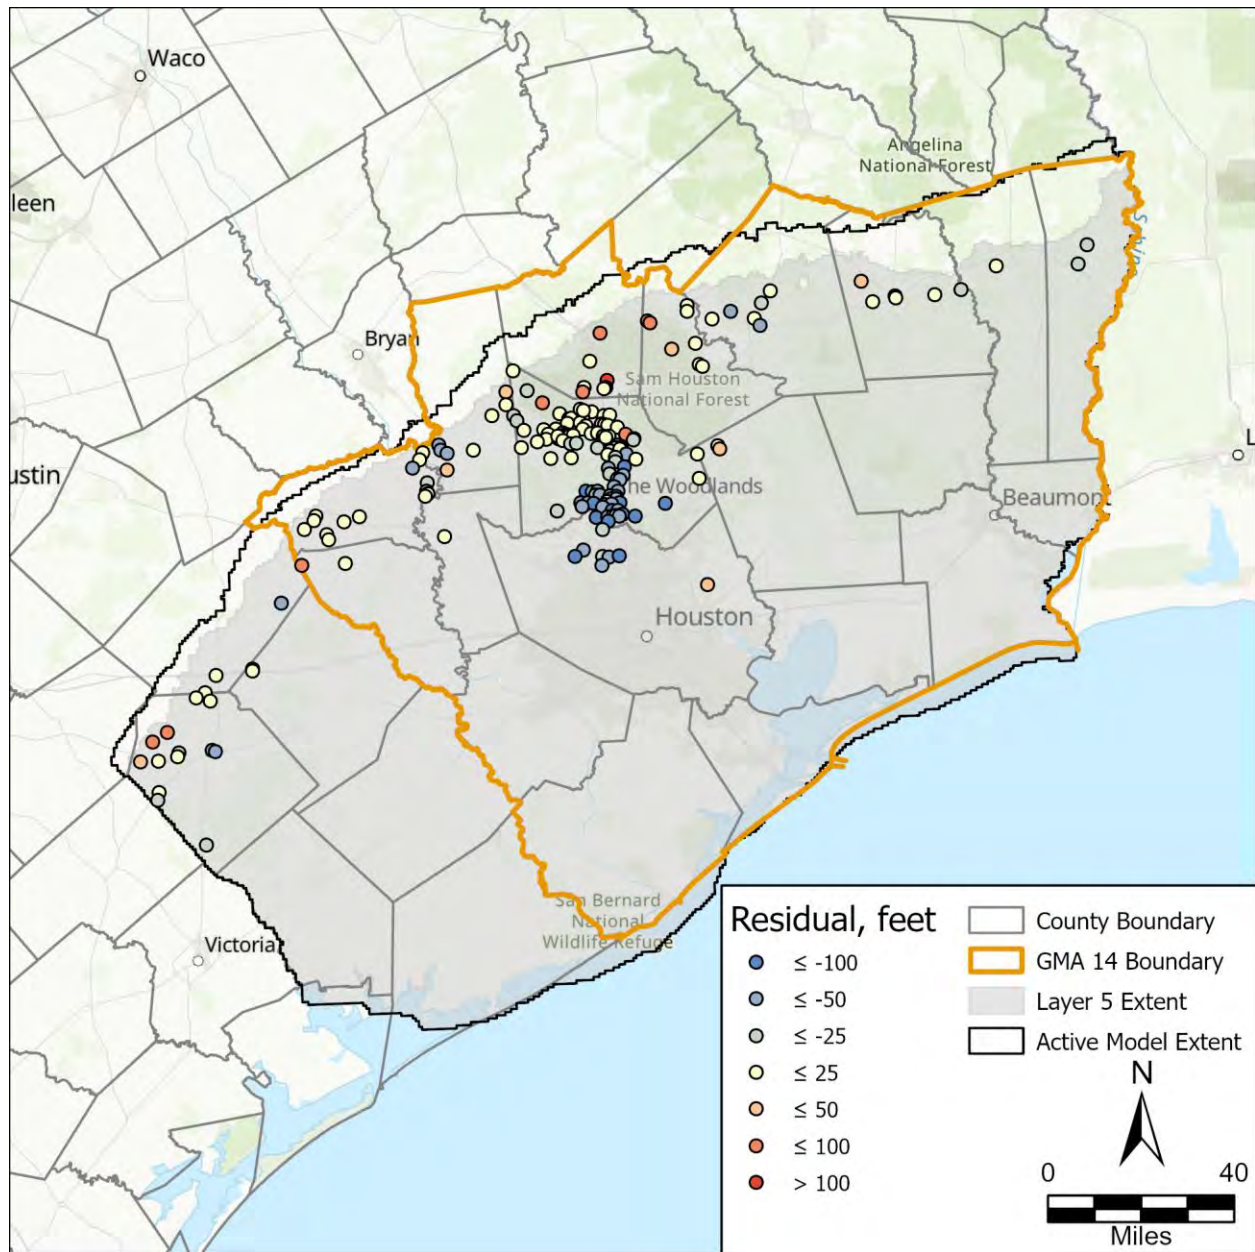 Waco
Angelina
National Forest
leen
Sabine
Bryan
Sam Houston
National Forest
ustin
L
The Woodlands
Beaumont
Houston
San Bernard
National
Wildlife Refuge
Victoria
Residual, feet
≤ -100
≤ -50
≤ -25
≤ 25
≤ 50
≤ 100
> 100
County Boundary
GMA 14 Boundary
Layer 5 Extent
Active Model Extent
N
0 40
Miles